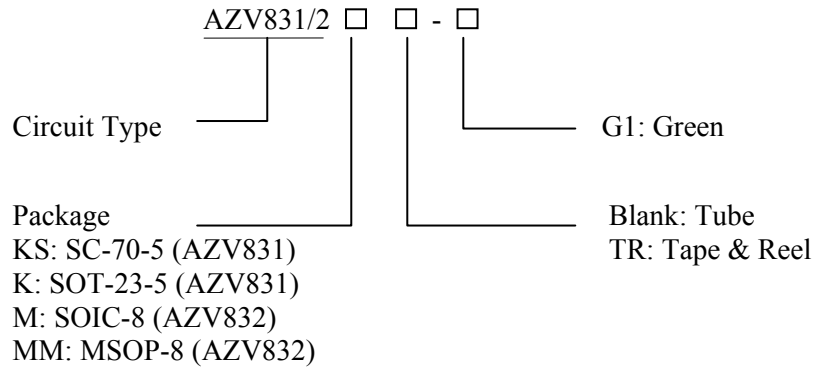 AZV831/2 □ □ - □
Circuit Type
G1: Green
Package
KS: SC-70-5 (AZV831)
K: SOT-23-5 (AZV831)
M: SOIC-8 (AZV832)
MM: MSOP-8 (AZV832)
Blank: Tube
TR: Tape & Reel